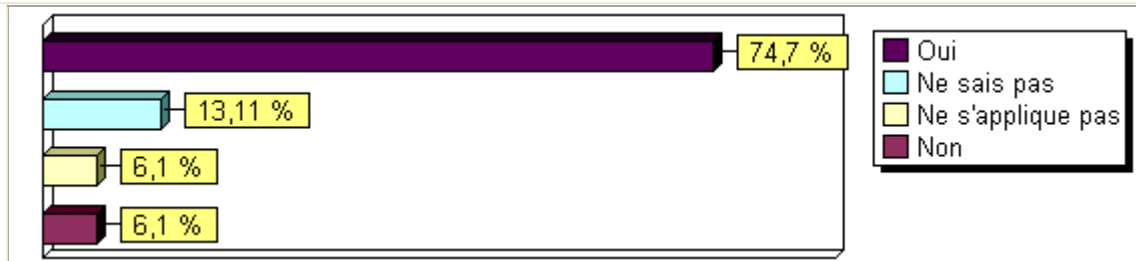 74,7 %
13,11 %
6,1 %
6,1 %
Oui
Ne sais pas
Ne s'applique pas
Non